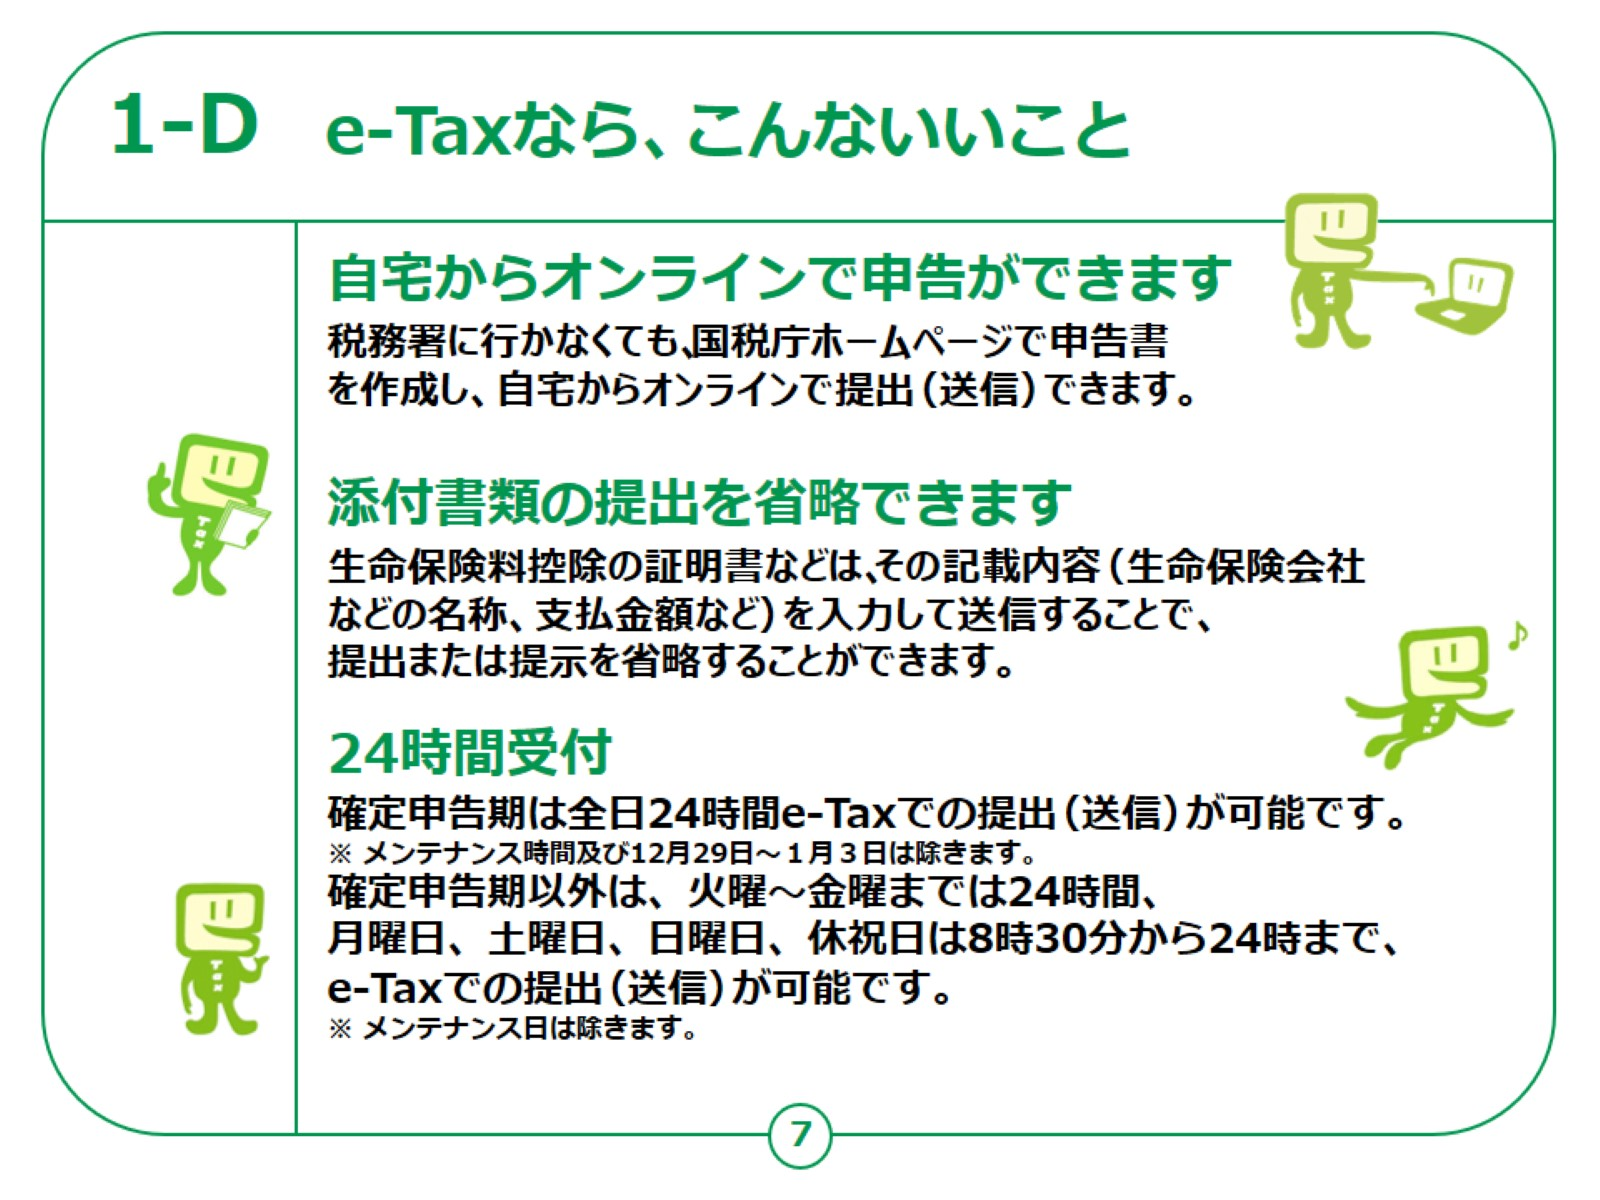 1-D e-Taxなら、こんないいこと
自宅からオンラインで申告ができます
税務署に行かなくても、国税庁ホームページで申告書
を作成し、自宅からオンラインで提出（送信）できます。
添付書類の提出を省略できます
生命保険料控除の証明書などは、その記載内容（生命保険会社
などの名称、支払金額など）を入力して送信することで、
提出または提示を省略することができます。
24時間受付
確定申告期は全日24時間e-Taxでの提出（送信）が可能です。
※ メンテナンス時間及び12月29日～１月３日は除きます。
確定申告期以外は、火曜～金曜までは24時間、
月曜日、土曜日、日曜日、休祝日は8時30分から24時まで、
e-Taxでの提出（送信）が可能です。
※ メンテナンス日は除きます。
Tax
Tax
Tax
Tax
7